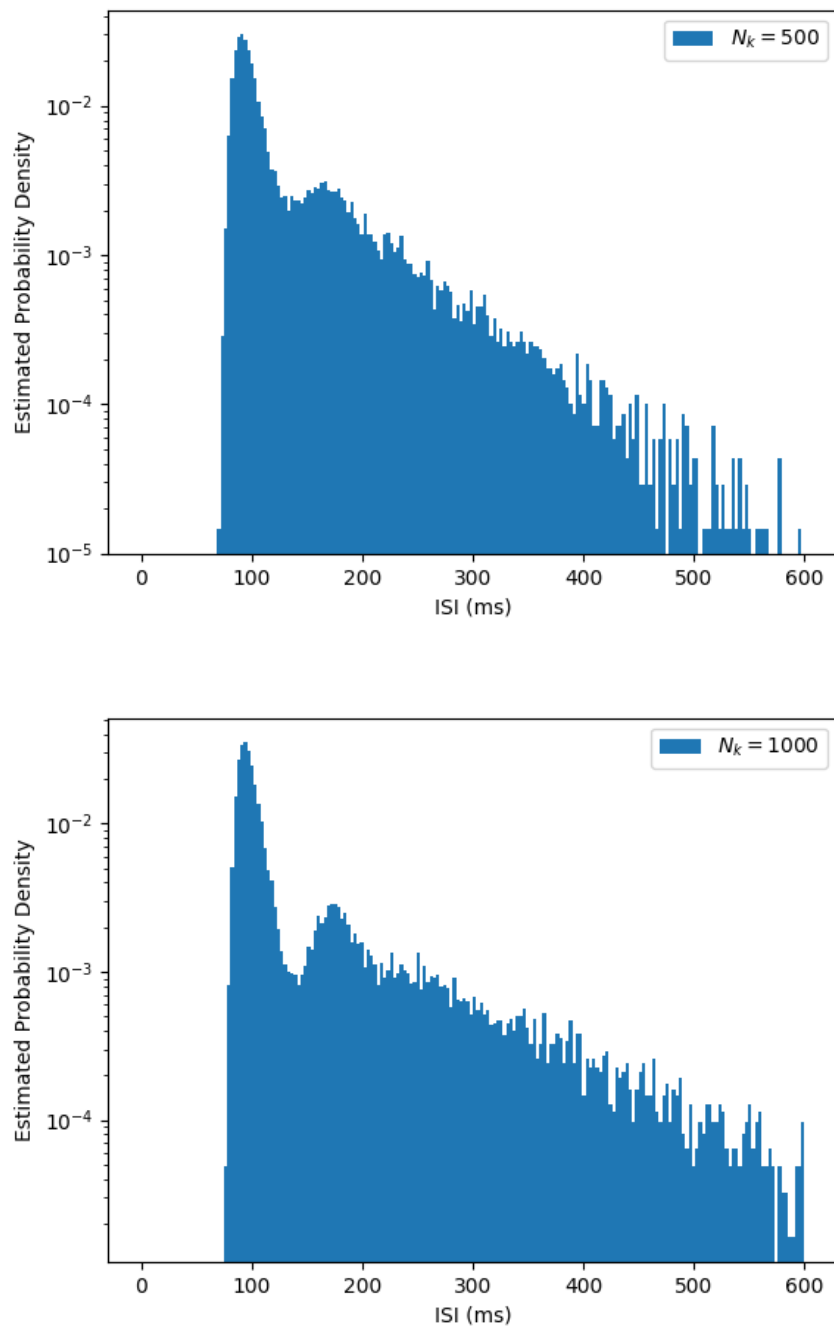 $N_k = 500$
Estimated Probability Density
10⁻²
10⁻³
10⁻⁴
10⁻⁵
0 100 200 300 400 500 600
ISI (ms)
$N_k = 1000$
Estimated Probability Density
10⁻²
10⁻³
10⁻⁴
0 100 200 300 400 500 600
ISI (ms)